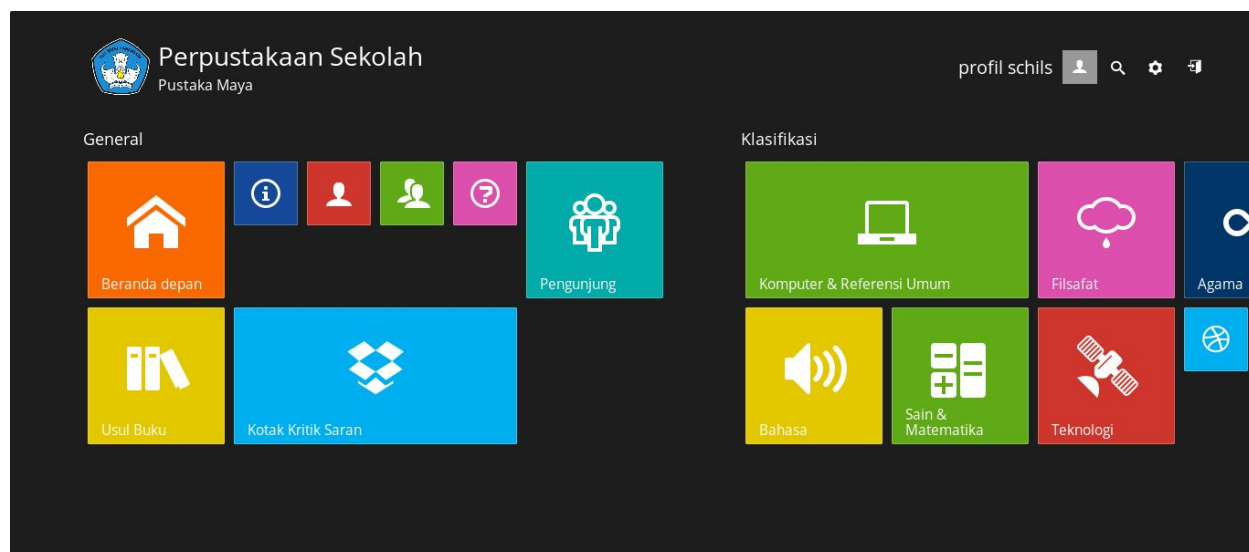 Perpustakaan Sekolah
Pustaka Maya
profil schils
General
Beranda depan
Pengunjung
Usul Buku
Kotak Kritik Saran
Klasifikasi
Komputer & Referensi Umum
Filsafat
Agama
Bahasa
Sain &
Matematika
Teknologi